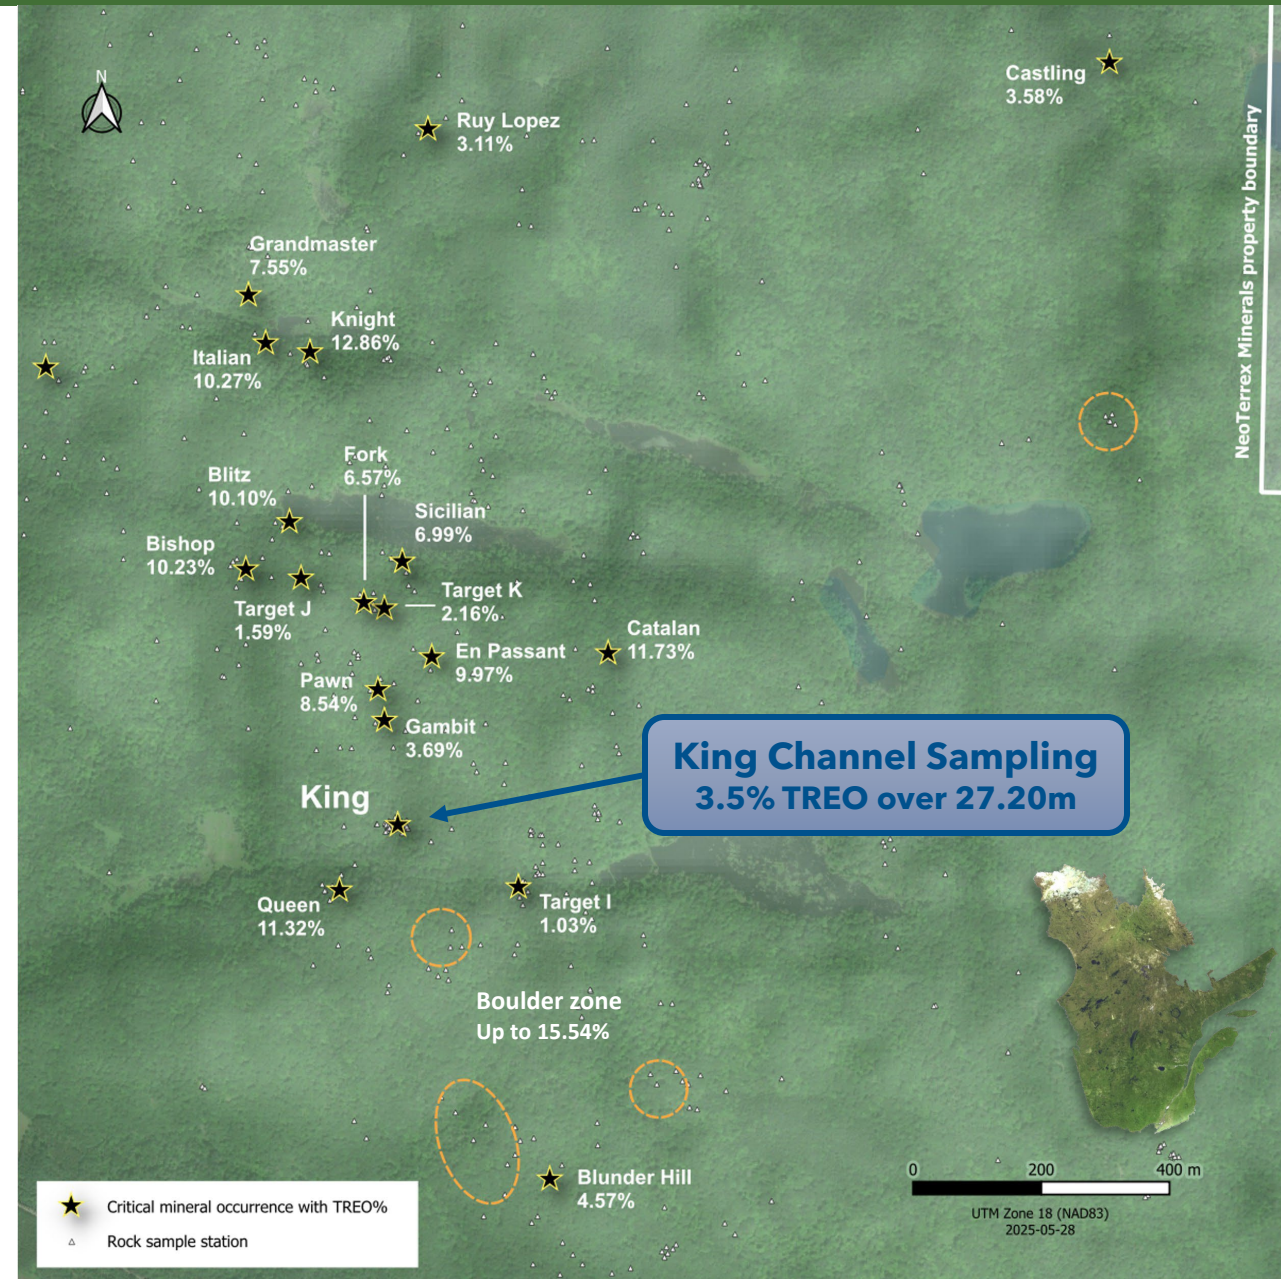 N
Castling
3.58%
Ruy Lopez
3.11%
NeoTerrex Minerals property boundary
Grandmaster
7.55%
Knight
12.86%
Italian
10.27%
Fork
6.57%
Blitz
10.10%
Sicilian
6.99%
Bishop
10.23%
Target J
1.59%
Target K
2.16%
Catalan
11.73%
En Passant
9.97%
Pawn
8.54%
Gambit
3.69%
King Channel Sampling
3.5% TREO over 27.20m
King
Queen
11.32%
Target I
1.03%
Boulder zone
Up to 15.54%
Blunder Hill
4.57%
0 200 400 m
UTM Zone 18 (NAD83)
2025-05-28
Critical mineral occurrence with TREO%
Rock sample station